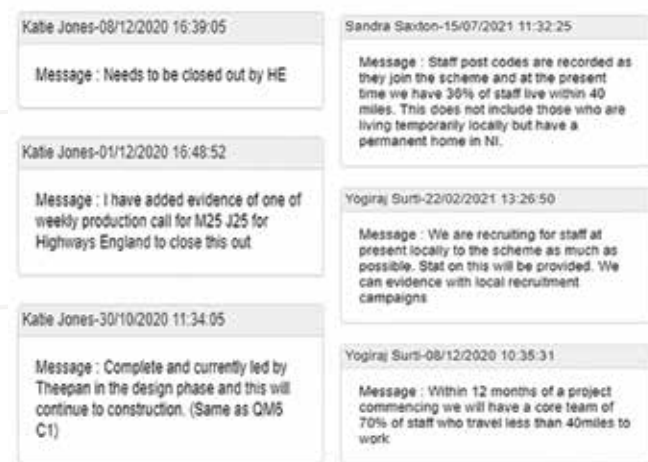 Katie Jones-08/12/2020 16:39:05
Message : Needs to be closed out by HE
Katie Jones-01/12/2020 16:48:52
Message : I have added evidence of one of
weekly production call for M25 J25 for
Highways England to close this out
Katie Jones-30/10/2020 11:34:05
Message : Complete and currently led by
Theepan in the design phase and this will
continue to construction. (Same as QM6
C1)
Sandra Saxton-15/07/2021 11:32:25
Message : Staff post codes are recorded as
they join the scheme and at the present
time we have 36% of staff live within 40
miles. This does not include those who are
living temporarily locally but have a
permanent home in NI.
Yogiraj Surti-22/02/2021 13:26:50
Message : We are recruiting for staff at
present locally to the scheme as much as
possible. Stat on this will be provided. We
can evidence with local recruitment
campaigns
Yogiraj Surti-08/12/2020 10:35:31
Message : Within 12 months of a project
commencing we will have a core team of
70% of staff who travel less than 40miles to
work